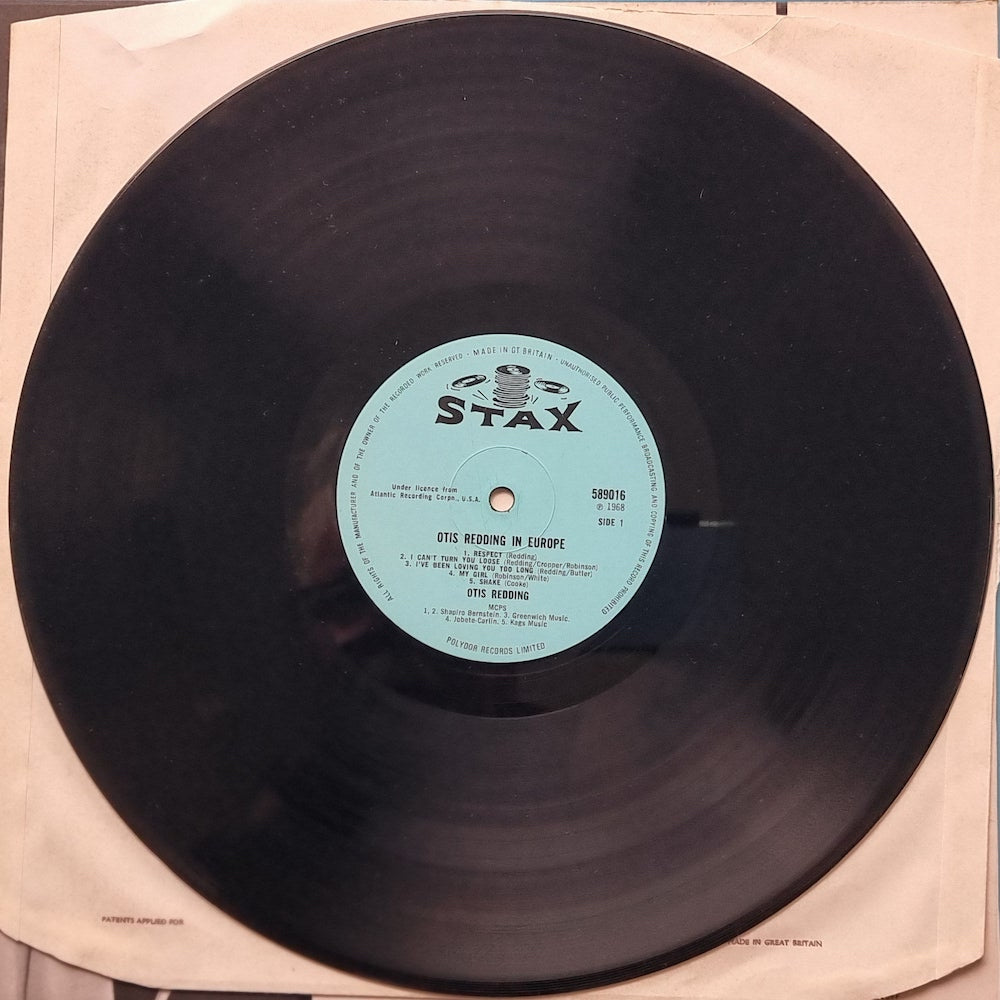 ALL RIGHTS OF THE MANUFACTURER AND OF THE OWNER OF THE RECORDED WORK RESERVED · MADE IN GT BRITAIN · UNAUTHORISED PUBLIC PERFORMANCE BROADCASTING AND COPYING OF THIS RECORD PROHIBITED
STAX
Under licence from
Atlantic Recording Corpn., U.S.A.
589016
℗ 1968
SIDE 1
OTIS REDDING IN EUROPE
1. RESPECT (Redding)
2. I CAN'T TURN YOU LOOSE (Redding/Cropper/Robinson)
3. I'VE BEEN LOVING YOU TOO LONG (Redding/Butler)
4. MY GIRL (Robinson/White)
5. SHAKE (Cooke)
OTIS REDDING
MCPS
1, 2. Shapiro Bernstein. 3. Greenwich Music.
4. Jobete-Carlin. 5. Kags Music
POLYDOR RECORDS LIMITED
PATENTS APPLIED FOR
MADE IN GREAT BRITAIN